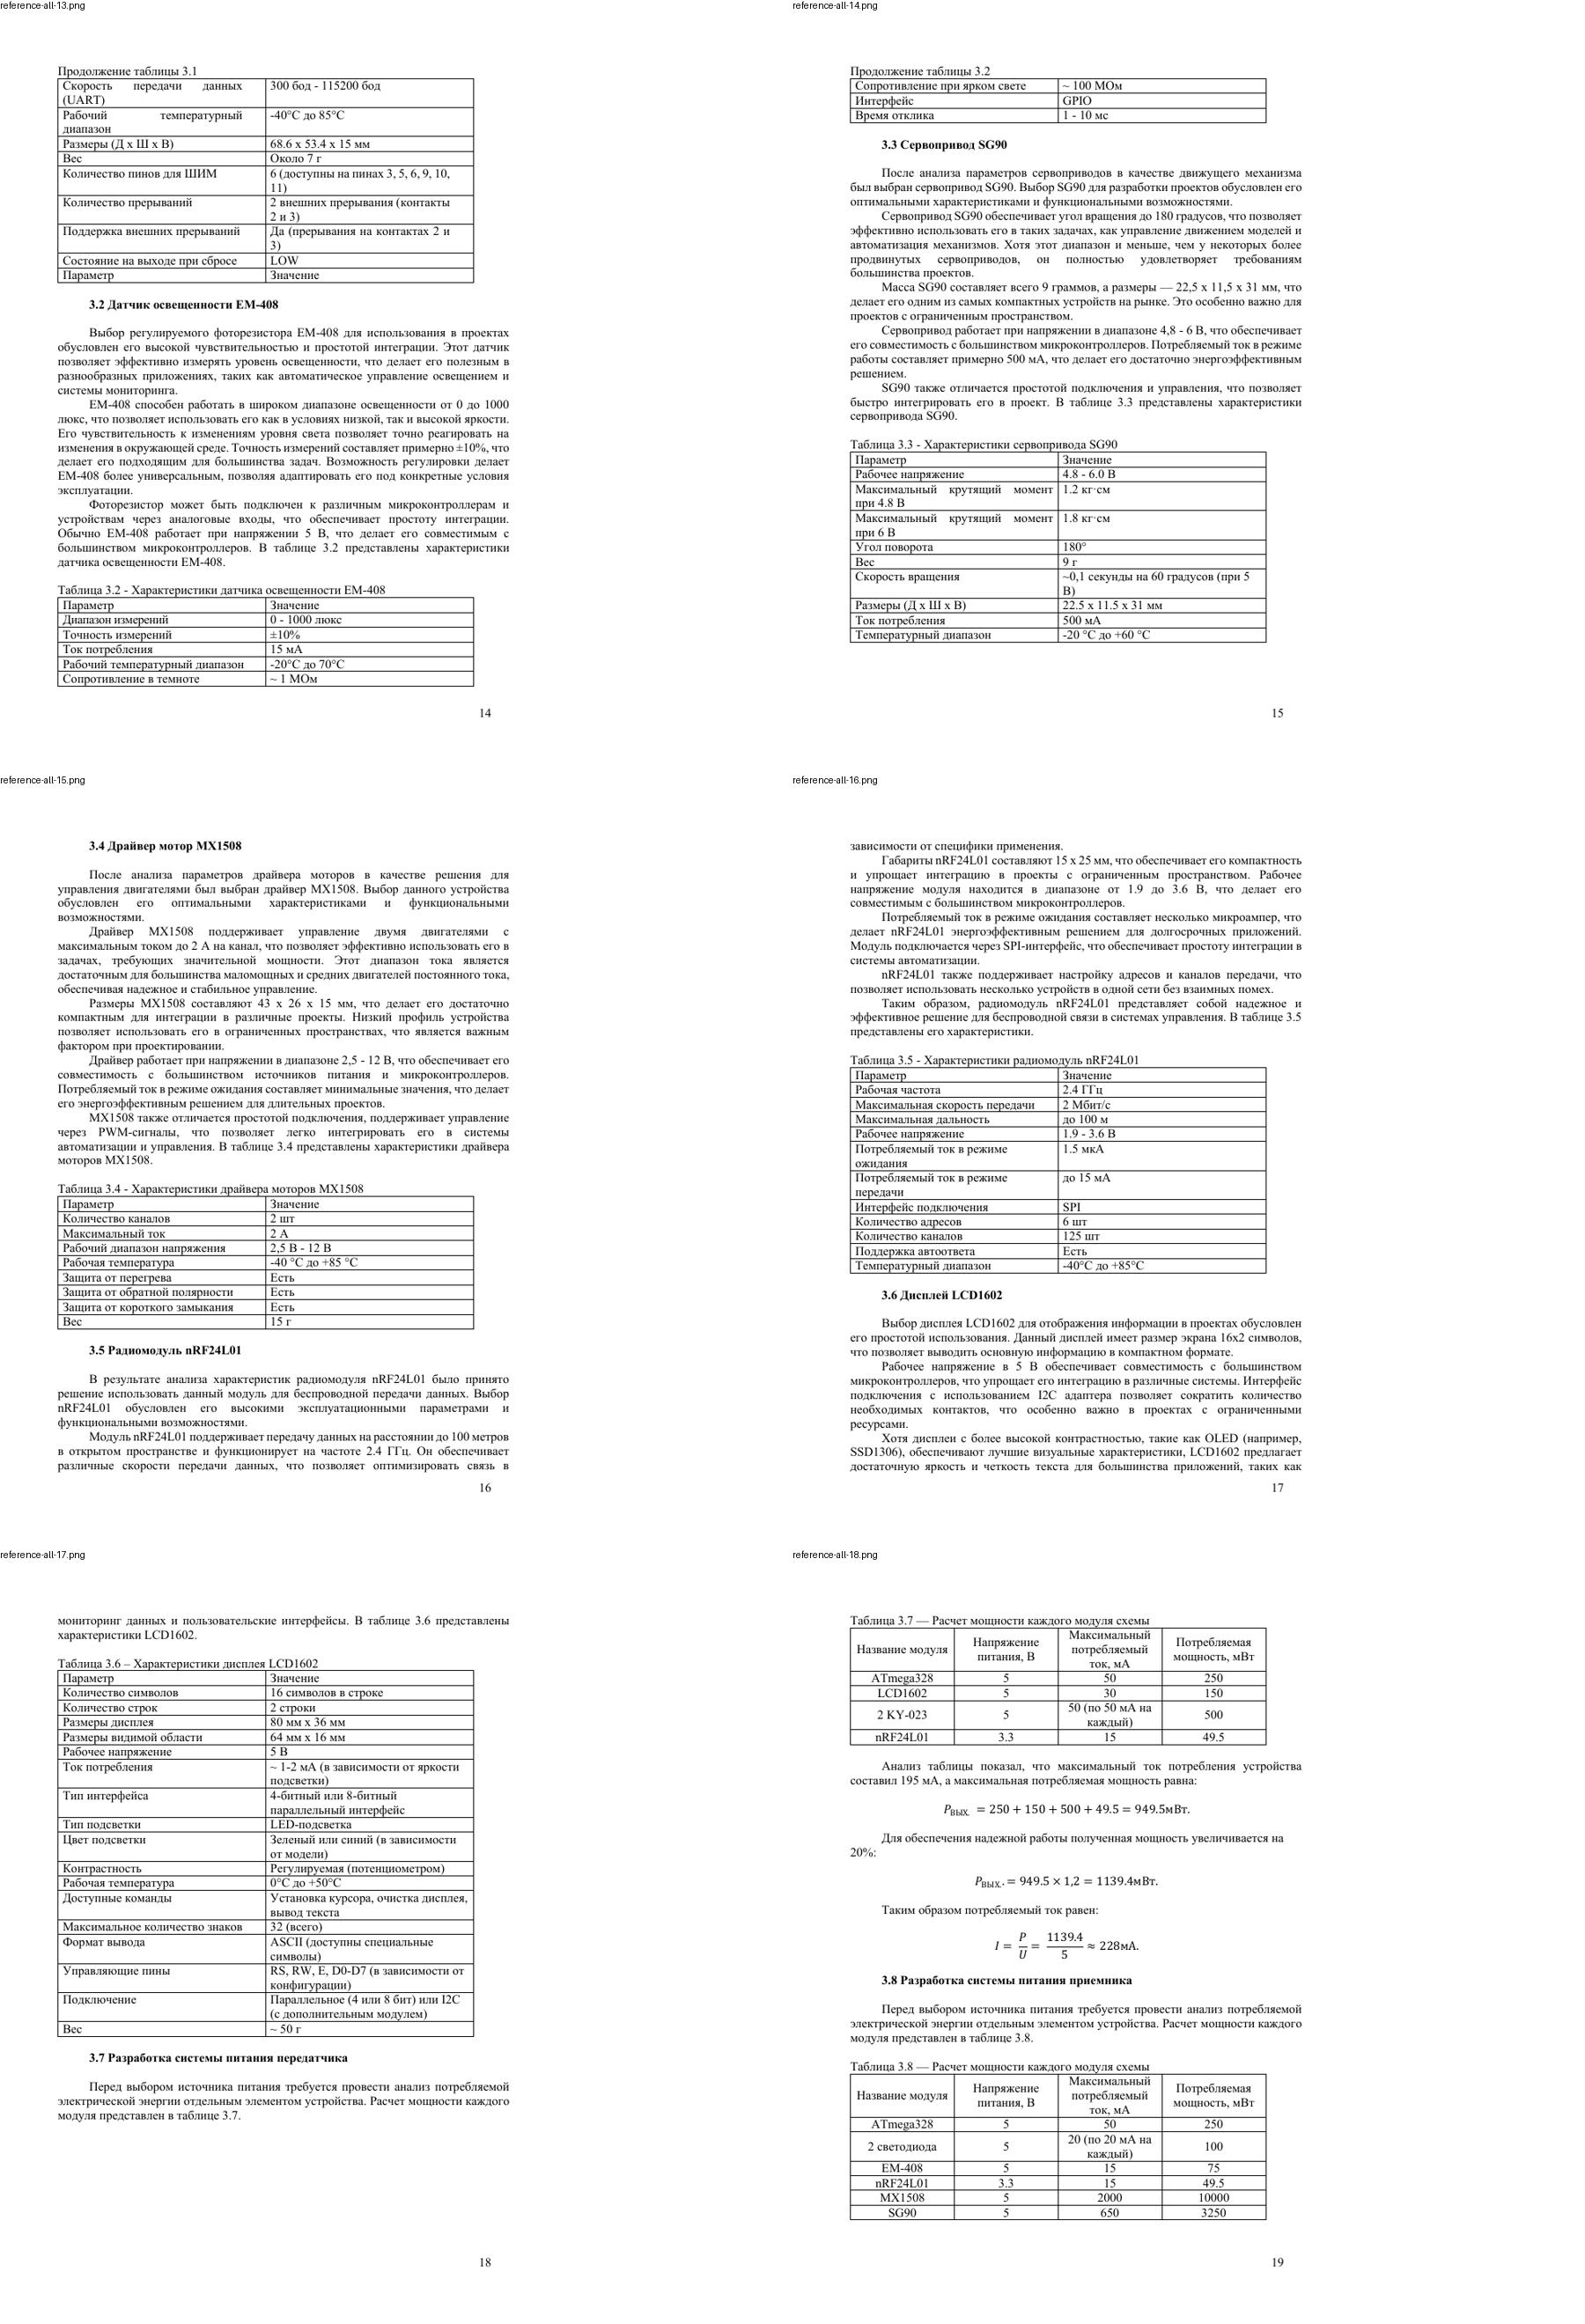 reference-all-13.png
Продолжение таблицы 3.1
Скорость передачи данных (UART) 300 бод - 115200 бод
Рабочий температурный диапазон -40°C до 85°C
Размеры (Д x Ш x В) 68.6 x 53.4 x 15 мм
Вес Около 7 г
Количество пинов для ШИМ 6 (доступны на пинах 3, 5, 6, 9, 10, 11)
Количество прерываний 2 внешних прерывания (контакты 2 и 3)
Поддержка внешних прерываний Да (прерывания на контактах 2 и 3)
Состояние на выходе при сбросе LOW
Параметр Значение
3.2 Датчик освещенности EM-408
Выбор регулируемого фоторезистора EM-408 для использования в проектах
обусловлен его высокой чувствительностью и простотой интеграции. Этот датчик
позволяет эффективно измерять уровень освещенности, что делает его полезным в
разнообразных приложениях, таких как автоматическое управление освещением и
системы мониторинга.
EM-408 способен работать в широком диапазоне освещенности от 0 до 1000
люкс, что позволяет использовать его как в условиях низкой, так и высокой яркости.
Его чувствительность к изменениям уровня света позволяет точно реагировать на
изменения в окружающей среде. Точность измерений составляет примерно ±10%, что
делает его подходящим для большинства задач. Возможность регулировки делает
EM-408 более универсальным, позволяя адаптировать его под конкретные условия
эксплуатации.
Фоторезистор может быть подключен к различным микроконтроллерам и
устройствам через аналоговые входы, что обеспечивает простоту интеграции.
Обычно EM-408 работает при напряжении 5 В, что делает его совместимым с
большинством микроконтроллеров. В таблице 3.2 представлены характеристики
датчика освещенности EM-408.
Таблица 3.2 - Характеристики датчика освещенности EM-408
Параметр Значение
Диапазон измерений 0 - 1000 люкс
Точность измерений ±10%
Ток потребления 15 мА
Рабочий температурный диапазон -20°C до 70°C
Сопротивление в темноте ~ 1 МОм
14
reference-all-14.png
Продолжение таблицы 3.2
Сопротивление при ярком свете ~ 100 МОм
Интерфейс GPIO
Время отклика 1 - 10 мс
3.3 Сервопривод SG90
После анализа параметров сервоприводов в качестве движущего механизма
был выбран сервопривод SG90. Выбор SG90 для разработки проектов обусловлен его
оптимальными характеристиками и функциональными возможностями.
Сервопривод SG90 обеспечивает угол вращения до 180 градусов, что позволяет
эффективно использовать его в таких задачах, как управление движением моделей и
автоматизация механизмов. Хотя этот диапазон и меньше, чем у некоторых более
продвинутых сервоприводов, он полностью удовлетворяет требованиям
большинства проектов.
Масса SG90 составляет всего 9 граммов, а размеры — 22,5 x 11,5 x 31 мм, что
делает его одним из самых компактных устройств на рынке. Это особенно важно для
проектов с ограниченным пространством.
Сервопривод работает при напряжении в диапазоне 4,8 - 6 В, что обеспечивает
его совместимость с большинством микроконтроллеров. Потребляемый ток в режиме
работы составляет примерно 500 мА, что делает его достаточно энергоэффективным
решением.
SG90 также отличается простотой подключения и управления, что позволяет
быстро интегрировать его в проект. В таблице 3.3 представлены характеристики
сервопривода SG90.
Таблица 3.3 - Характеристики сервопривода SG90
Параметр Значение
Рабочее напряжение 4.8 - 6.0 В
Максимальный крутящий момент при 4.8 В 1.2 кг·см
Максимальный крутящий момент при 6 В 1.8 кг·см
Угол поворота 180°
Вес 9 г
Скорость вращения ~0,1 секунды на 60 градусов (при 5 В)
Размеры (Д x Ш x В) 22.5 x 11.5 x 31 мм
Ток потребления 500 мА
Температурный диапазон -20 °C до +60 °C
15
reference-all-15.png
3.4 Драйвер мотор MX1508
После анализа параметров драйвера моторов в качестве решения для
управления двигателями был выбран драйвер MX1508. Выбор данного устройства
обусловлен его оптимальными характеристиками и функциональными
возможностями.
Драйвер MX1508 поддерживает управление двумя двигателями с
максимальным током до 2 А на канал, что позволяет эффективно использовать его в
задачах, требующих значительной мощности. Этот диапазон тока является
достаточным для большинства маломощных и средних двигателей постоянного тока,
обеспечивая надежное и стабильное управление.
Размеры MX1508 составляют 43 x 26 x 15 мм, что делает его достаточно
компактным для интеграции в различные проекты. Низкий профиль устройства
позволяет использовать его в ограниченных пространствах, что является важным
фактором при проектировании.
Драйвер работает при напряжении в диапазоне 2,5 - 12 В, что обеспечивает его
совместимость с большинством источников питания и микроконтроллеров.
Потребляемый ток в режиме ожидания составляет минимальные значения, что делает
его энергоэффективным решением для длительных проектов.
MX1508 также отличается простотой подключения, поддерживает управление
через PWM-сигналы, что позволяет легко интегрировать его в системы
автоматизации и управления. В таблице 3.4 представлены характеристики драйвера
моторов MX1508.
Таблица 3.4 - Характеристики драйвера моторов MX1508
Параметр Значение
Количество каналов 2 шт
Максимальный ток 2 А
Рабочий диапазон напряжения 2,5 В - 12 В
Рабочая температура -40 °C до +85 °C
Защита от перегрева Есть
Защита от обратной полярности Есть
Защита от короткого замыкания Есть
Вес 15 г
3.5 Радиомодуль nRF24L01
В результате анализа характеристик радиомодуля nRF24L01 было принято
решение использовать данный модуль для беспроводной передачи данных. Выбор
nRF24L01 обусловлен его высокими эксплуатационными параметрами и
функциональными возможностями.
Модуль nRF24L01 поддерживает передачу данных на расстоянии до 100 метров
в открытом пространстве и функционирует на частоте 2.4 ГГц. Он обеспечивает
различные скорости передачи данных, что позволяет оптимизировать связь в
16
reference-all-16.png
зависимости от специфики применения.
Габариты nRF24L01 составляют 15 x 25 мм, что обеспечивает его компактность
и упрощает интеграцию в проекты с ограниченным пространством. Рабочее
напряжение модуля находится в диапазоне от 1.9 до 3.6 В, что делает его
совместимым с большинством микроконтроллеров.
Потребляемый ток в режиме ожидания составляет несколько микроампер, что
делает nRF24L01 энергоэффективным решением для долгосрочных приложений.
Модуль подключается через SPI-интерфейс, что обеспечивает простоту интеграции в
системы автоматизации.
nRF24L01 также поддерживает настройку адресов и каналов передачи, что
позволяет использовать несколько устройств в одной сети без взаимных помех.
Таким образом, радиомодуль nRF24L01 представляет собой надежное и
эффективное решение для беспроводной связи в системах управления. В таблице 3.5
представлены его характеристики.
Таблица 3.5 - Характеристики радиомодуль nRF24L01
Параметр Значение
Рабочая частота 2.4 ГГц
Максимальная скорость передачи 2 Мбит/с
Максимальная дальность до 100 м
Рабочее напряжение 1.9 - 3.6 В
Потребляемый ток в режиме ожидания 1.5 мкА
Потребляемый ток в режиме передачи до 15 мА
Интерфейс подключения SPI
Количество адресов 6 шт
Количество каналов 125 шт
Поддержка автоответа Есть
Температурный диапазон -40°C до +85°C
3.6 Дисплей LCD1602
Выбор дисплея LCD1602 для отображения информации в проектах обусловлен
его простотой использования. Данный дисплей имеет размер экрана 16x2 символов,
что позволяет выводить основную информацию в компактном формате.
Рабочее напряжение в 5 В обеспечивает совместимость с большинством
микроконтроллеров, что упрощает его интеграцию в различные системы. Интерфейс
подключения с использованием I2C адаптера позволяет сократить количество
необходимых контактов, что особенно важно в проектах с ограниченными
ресурсами.
Хотя дисплеи с более высокой контрастностью, такие как OLED (например,
SSD1306), обеспечивают лучшие визуальные характеристики, LCD1602 предлагает
достаточную яркость и четкость текста для большинства приложений, таких как
17
reference-all-17.png
мониторинг данных и пользовательские интерфейсы. В таблице 3.6 представлены
характеристики LCD1602.
Таблица 3.6 – Характеристики дисплея LCD1602
Параметр Значение
Количество символов 16 символов в строке
Количество строк 2 строки
Размеры дисплея 80 мм x 36 мм
Размеры видимой области 64 мм x 16 мм
Рабочее напряжение 5 В
Ток потребления ~ 1-2 мА (в зависимости от яркости подсветки)
Тип интерфейса 4-битный или 8-битный параллельный интерфейс
Тип подсветки LED-подсветка
Цвет подсветки Зеленый или синий (в зависимости от модели)
Контрастность Регулируемая (потенциометром)
Рабочая температура 0°C до +50°C
Доступные команды Установка курсора, очистка дисплея, вывод текста
Максимальное количество знаков 32 (всего)
Формат вывода ASCII (доступны специальные символы)
Управляющие пины RS, RW, E, D0-D7 (в зависимости от конфигурации)
Подключение Параллельное (4 или 8 бит) или I2C (с дополнительным модулем)
Вес ~ 50 г
3.7 Разработка системы питания передатчика
Перед выбором источника питания требуется провести анализ потребляемой
электрической энергии отдельным элементом устройства. Расчет мощности каждого
модуля представлен в таблице 3.7.
18
reference-all-18.png
Таблица 3.7 — Расчет мощности каждого модуля схемы
Название модуля Напряжение питания, В Максимальный потребляемый ток, мА Потребляемая мощность, мВт
ATmega328 5 50 250
LCD1602 5 30 150
2 KY-023 5 50 (по 50 мА на каждый) 500
nRF24L01 3.3 15 49.5
Анализ таблицы показал, что максимальный ток потребления устройства
составил 195 мА, а максимальная потребляемая мощность равна:
Pвых. = 250 + 150 + 500 + 49.5 = 949.5мВт.
Для обеспечения надежной работы полученная мощность увеличивается на
20%:
Pвых.. = 949.5 × 1,2 = 1139.4мВт.
Таким образом потребляемый ток равен:
I = P/U = 1139.4/5 ≈ 228мА.
3.8 Разработка системы питания приемника
Перед выбором источника питания требуется провести анализ потребляемой
электрической энергии отдельным элементом устройства. Расчет мощности каждого
модуля представлен в таблице 3.8.
Таблица 3.8 — Расчет мощности каждого модуля схемы
Название модуля Напряжение питания, В Максимальный потребляемый ток, мА Потребляемая мощность, мВт
ATmega328 5 50 250
2 светодиода 5 20 (по 20 мА на каждый) 100
EM-408 5 15 75
nRF24L01 3.3 15 49.5
MX1508 5 2000 10000
SG90 5 650 3250
19